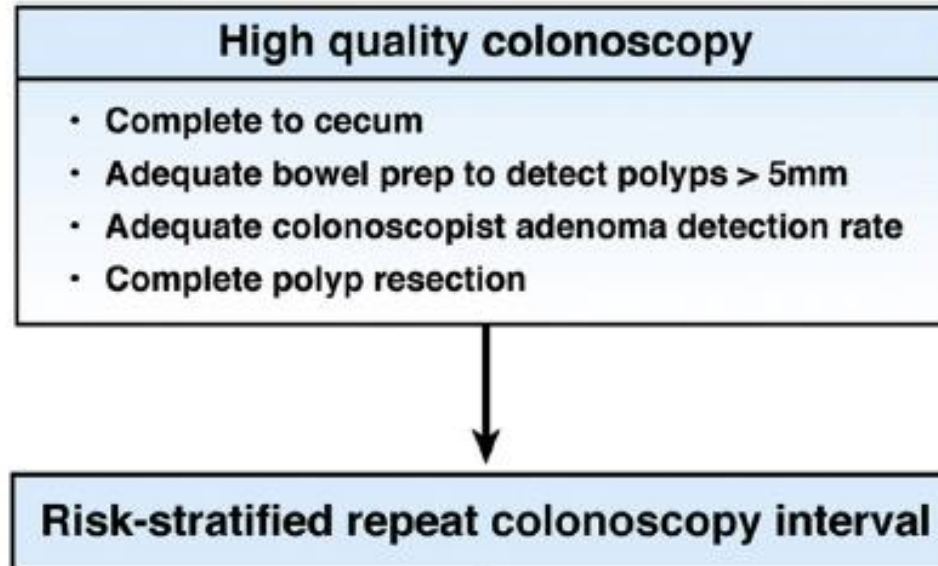 High quality colonoscopy
· Complete to cecum
· Adequate bowel prep to detect polyps > 5mm
· Adequate colonoscopist adenoma detection rate
· Complete polyp resection
Risk-stratified repeat colonoscopy interval